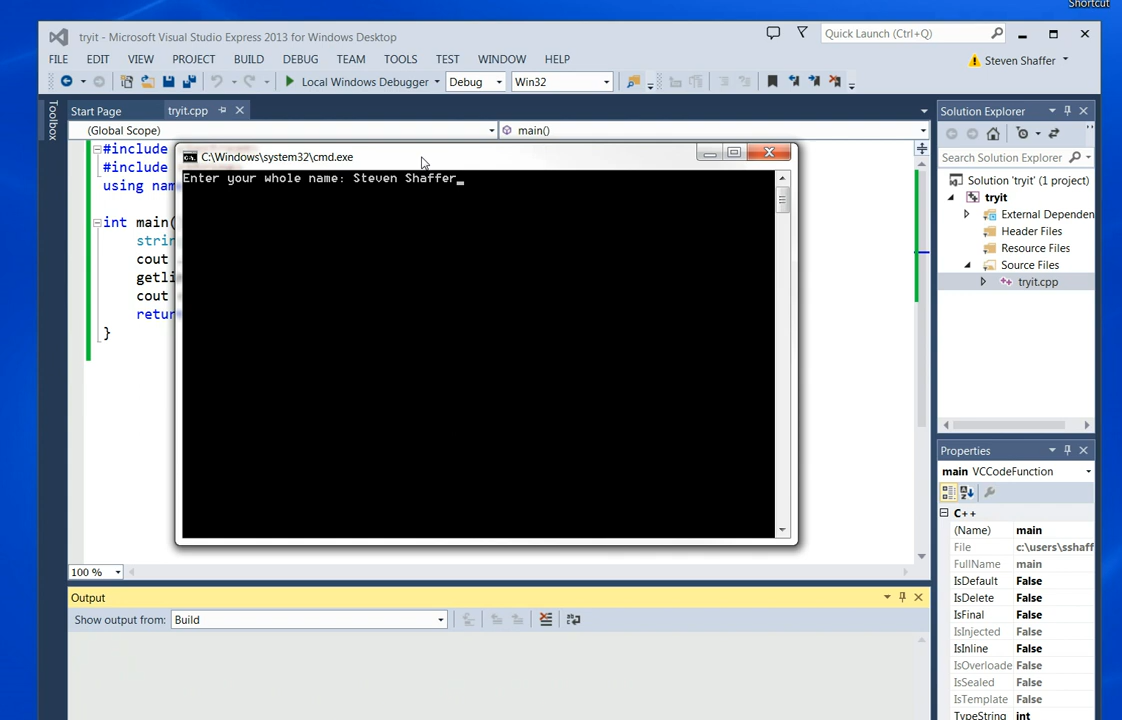 Shortcut
tryit - Microsoft Visual Studio Express 2013 for Windows Desktop
Quick Launch (Ctrl+Q)
FILE EDIT VIEW PROJECT BUILD DEBUG TEAM TOOLS TEST WINDOW HELP
Steven Shaffer
Local Windows Debugger
Debug
Win32
Toolbox
Start Page
tryit.cpp
(Global Scope)
main()
#include
#include
using nam
int main(
strin
cout
getli
cout
retur
}
100 %
C:\Windows\system32\cmd.exe
Enter your whole name: Steven Shaffer_
Solution Explorer
Search Solution Explorer
Solution 'tryit' (1 project)
tryit
External Dependen
Header Files
Resource Files
Source Files
tryit.cpp
Properties
main VCCodeFunction
C++
(Name) main
File c:\users\sshaff
FullName main
IsDefault False
IsDelete False
IsFinal False
IsInjected False
IsInline False
IsOverloade False
IsSealed False
IsTemplate False
TypeString int
Output
Show output from: Build